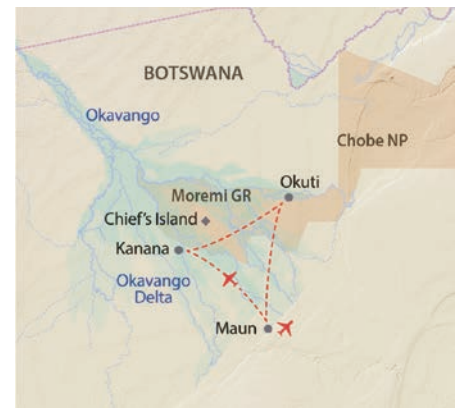 BOTSWANA
Okavango
Chobe NP
Okuti
Moremi GR
Chief's Island
Kanana
Okavango
Delta
Maun